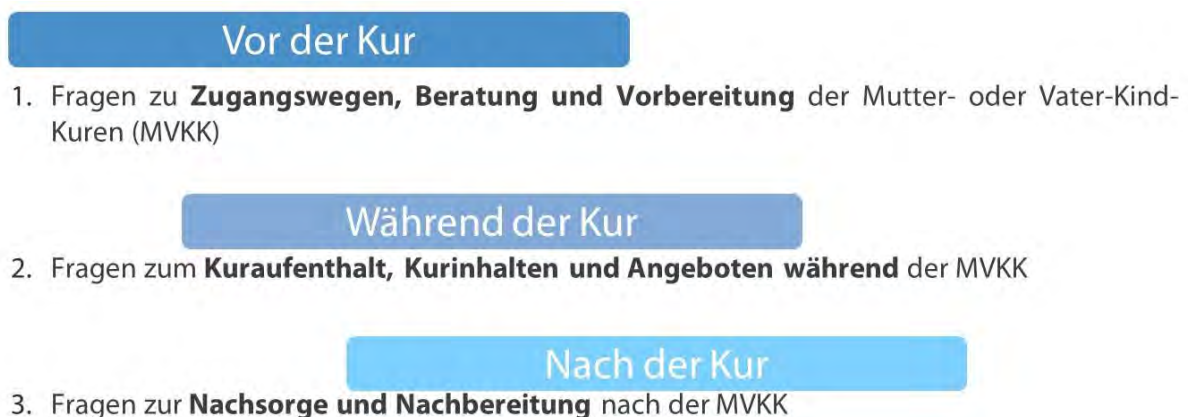 Vor der Kur
1. Fragen zu Zugangswegen, Beratung und Vorbereitung der Mutter- oder Vater-Kind-
Kuren (MVKK)
Während der Kur
2. Fragen zum Kuraufenthalt, Kurinhalten und Angeboten während der MVKK
Nach der Kur
3. Fragen zur Nachsorge und Nachbereitung nach der MVKK